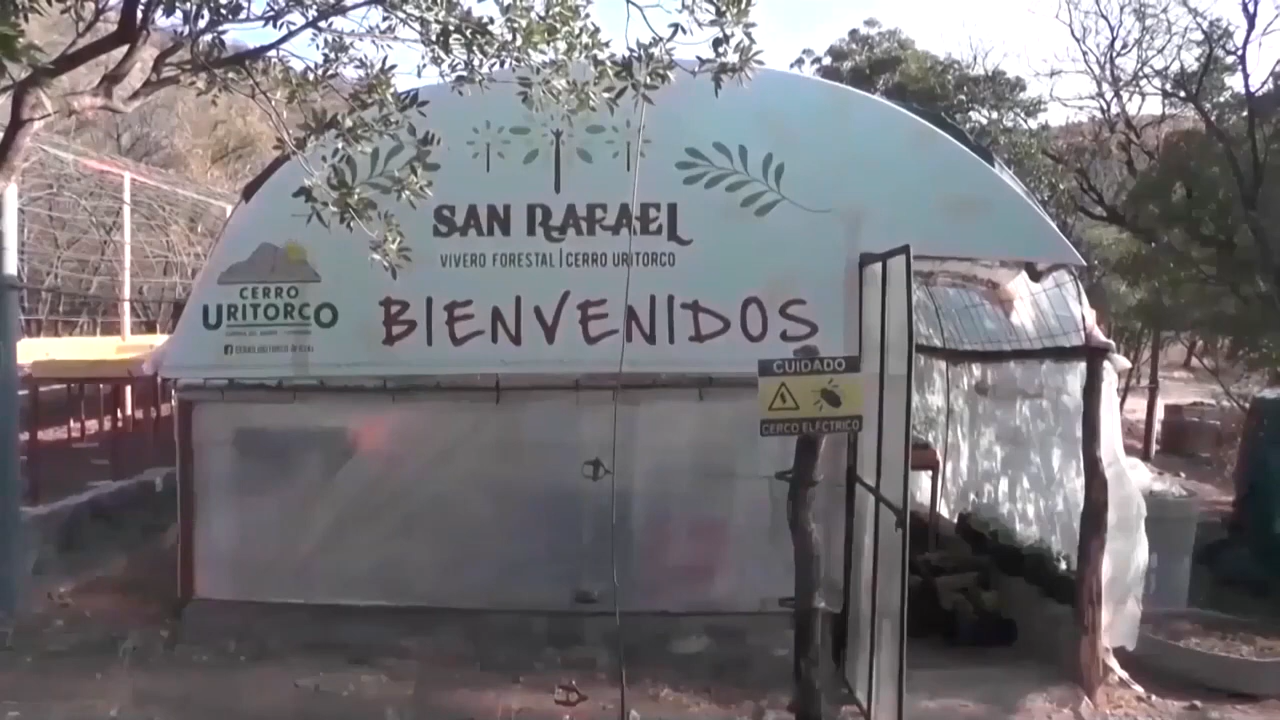 SAN RAFAEL
VIVERO FORESTAL | CERRO URITORCO
CERRO
URITORCO
BIENVENIDOS
CUIDADO
CERCO ELECTRICO